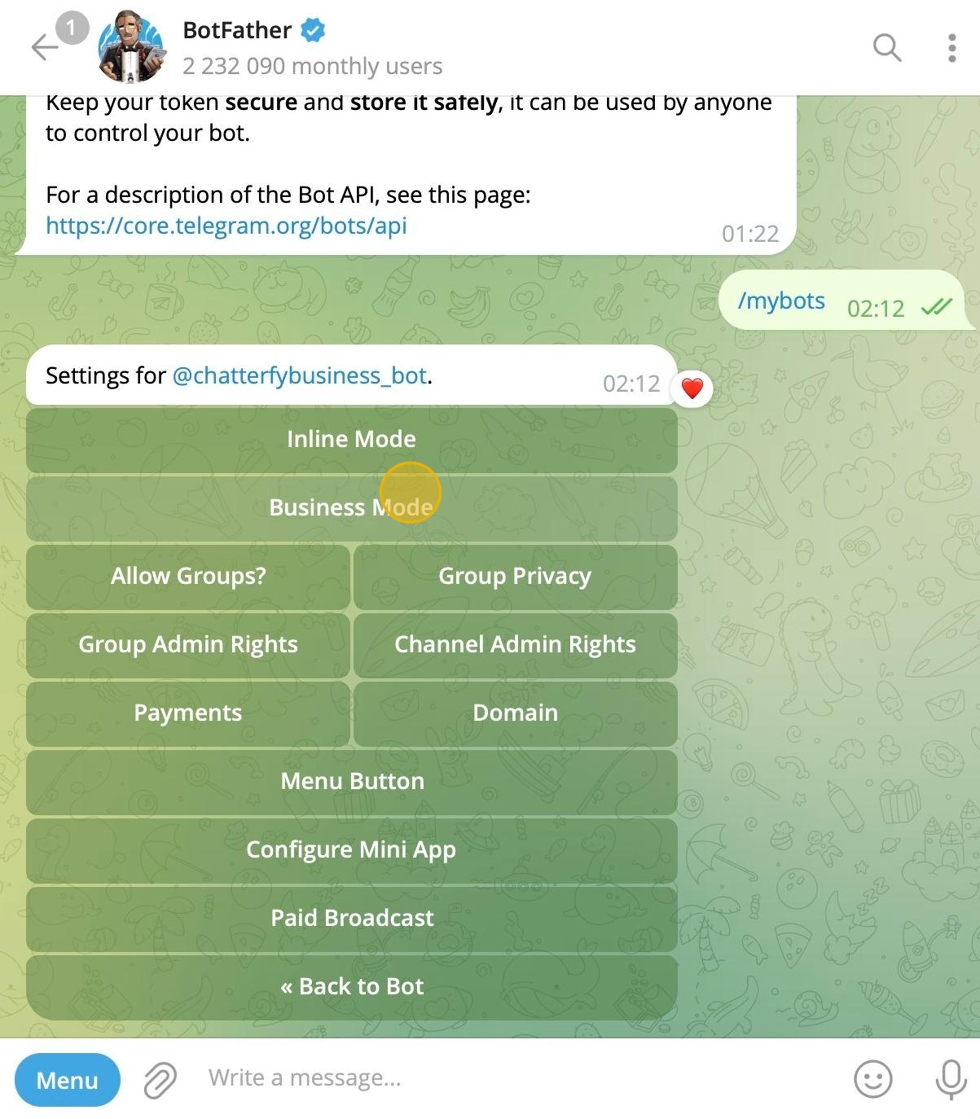 1
BotFather
2 232 090 monthly users
Keep your token secure and store it safely, it can be used by anyone
to control your bot.
For a description of the Bot API, see this page:
https://core.telegram.org/bots/api
01:22
/mybots 02:12
Settings for @chatterfybusiness_bot.
02:12
Inline Mode
Business Mode
Allow Groups? Group Privacy
Group Admin Rights Channel Admin Rights
Payments Domain
Menu Button
Configure Mini App
Paid Broadcast
« Back to Bot
Menu Write a message...